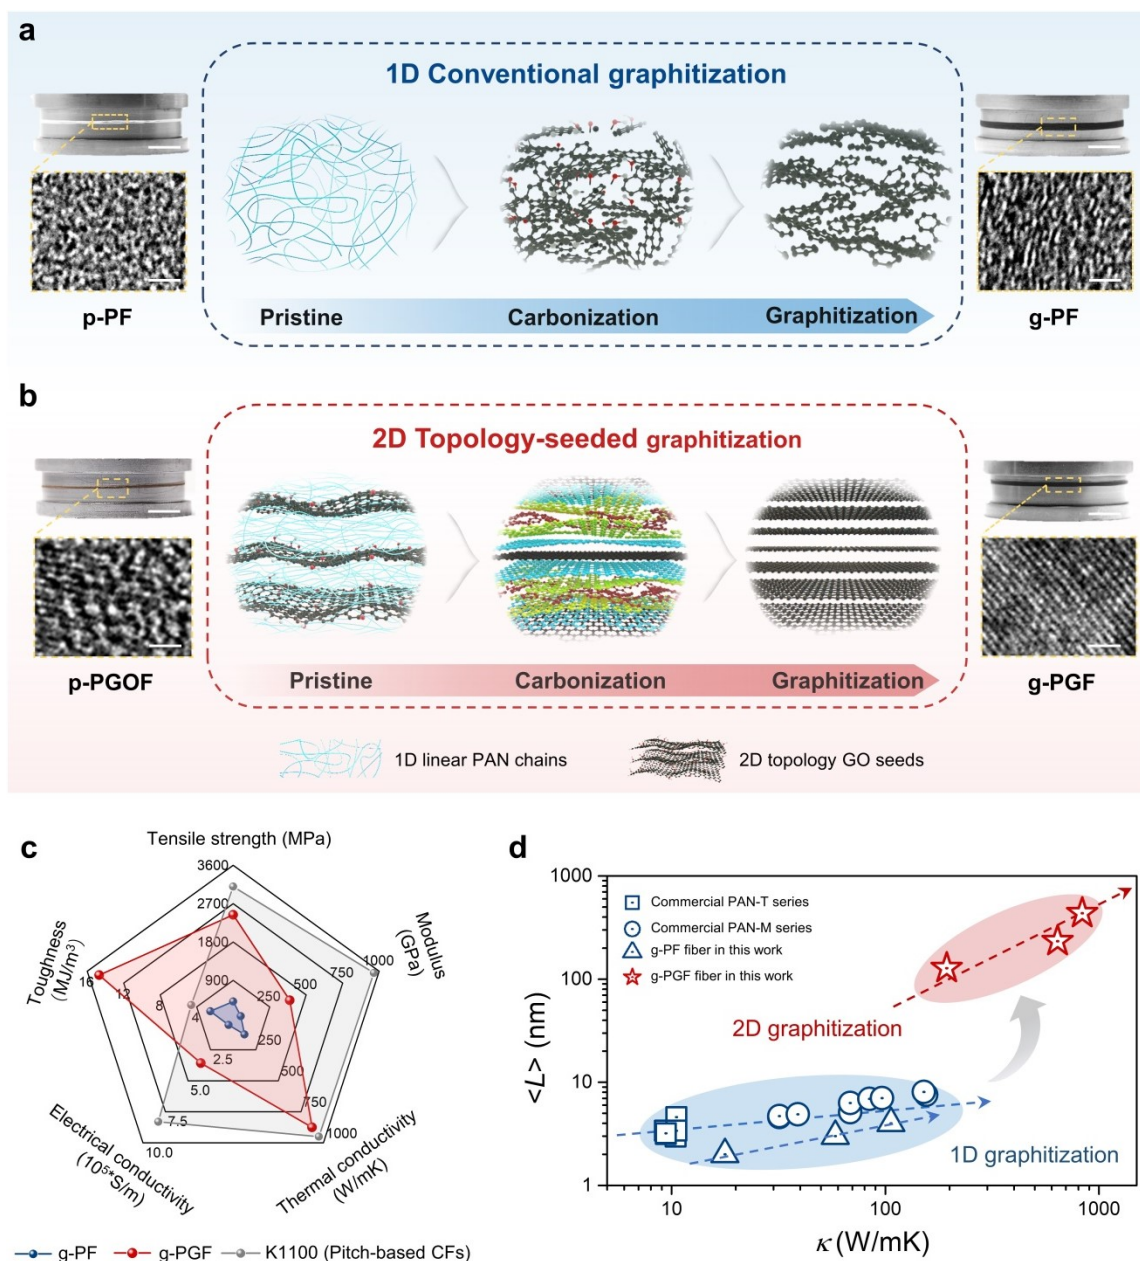 a
1D Conventional graphitization
p-PF
Pristine
Carbonization
Graphitization
g-PF
b
2D Topology-seeded graphitization
p-PGOF
Pristine
Carbonization
Graphitization
g-PGF
1D linear PAN chains
2D topology GO seeds
c
Tensile strength (MPa)
3600
2700
1800
900
Modulus
(GPa)
1000
750
500
250
Thermal conductivity
(W/mK)
1000
750
500
250
Electrical conductivity
(10⁵*S/m)
10.0
7.5
5.0
2.5
Toughness
(MJ/m³)
16
12
8
4
g-PF
g-PGF
K1100 (Pitch-based CFs)
d
1000
100
10
1
<L> (nm)
Commercial PAN-T series
Commercial PAN-M series
g-PF fiber in this work
g-PGF fiber in this work
2D graphitization
1D graphitization
10
100
1000
κ (W/mK)